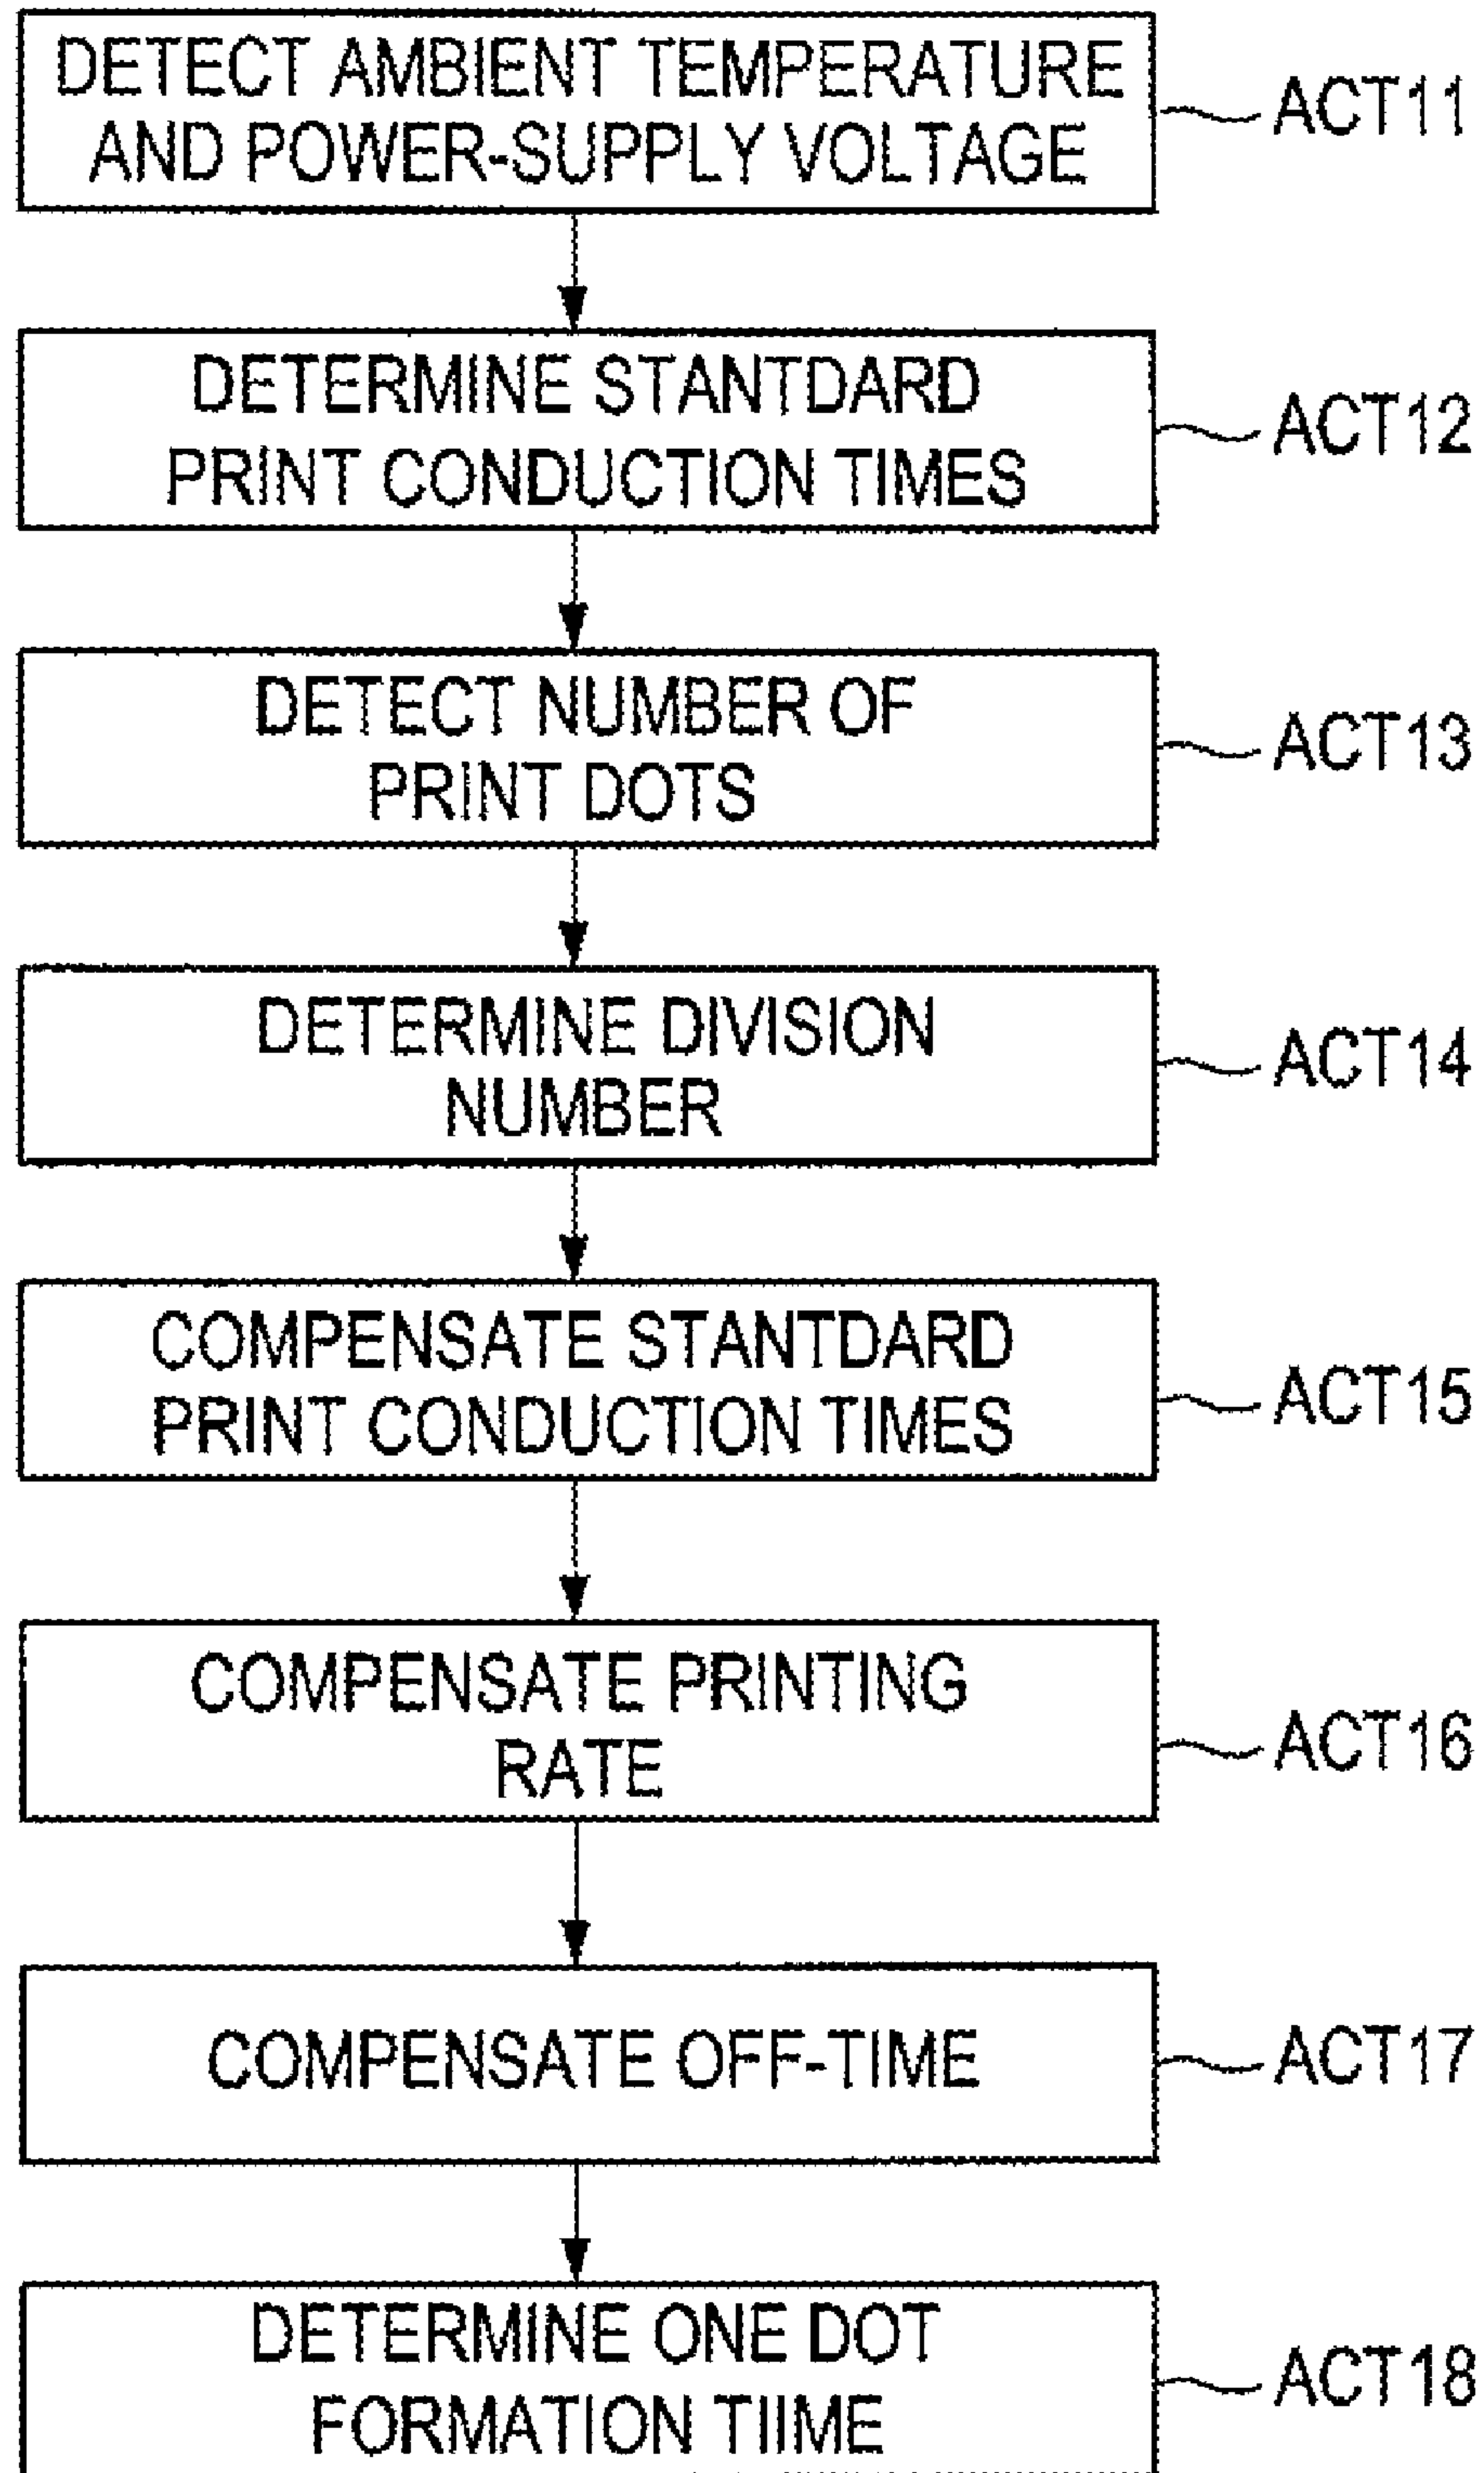 DETECT AMBIENT TEMPERATURE
AND POWER-SUPPLY VOLTAGE
ACT11
DETERMINE STANTDARD
PRINT CONDUCTION TIMES
ACT12
DETECT NUMBER OF
PRINT DOTS
ACT13
DETERMINE DIVISION
NUMBER
ACT14
COMPENSATE STANTDARD
PRINT CONDUCTION TIMES
ACT15
COMPENSATE PRINTING
RATE
ACT16
COMPENSATE OFF-TIME
ACT17
DETERMINE ONE DOT
FORMATION TIIME
ACT18